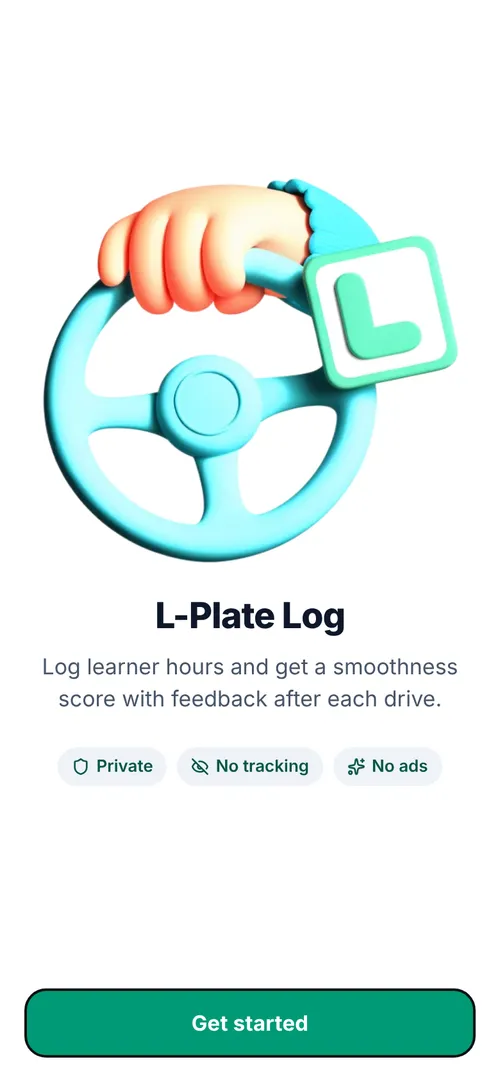 L
L-Plate Log
Log learner hours and get a smoothness
score with feedback after each drive.
Private
No tracking
No ads
Get started